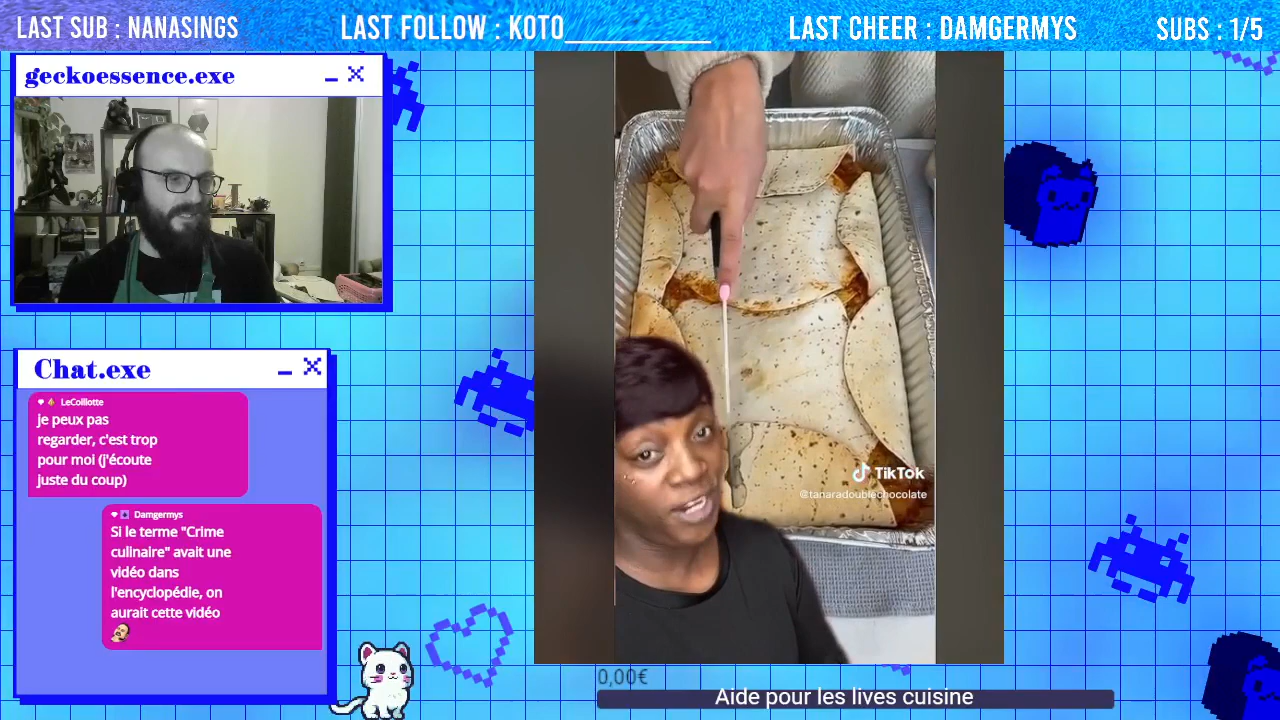 LAST SUB : NANASINGS
LAST FOLLOW : KOTO__________
LAST CHEER : DAMGERMYS
SUBS : 1/5
geckoessence.exe
Chat.exe
LeColliotte
je peux pas
regarder, c'est trop
pour moi (j'écoute
juste du coup)
Damgermys
Si le terme "Crime
culinaire" avait une
vidéo dans
l'encyclopédie, on
aurait cette vidéo
TikTok
@tanaradoublechocolate
0,00€
Aide pour les lives cuisine